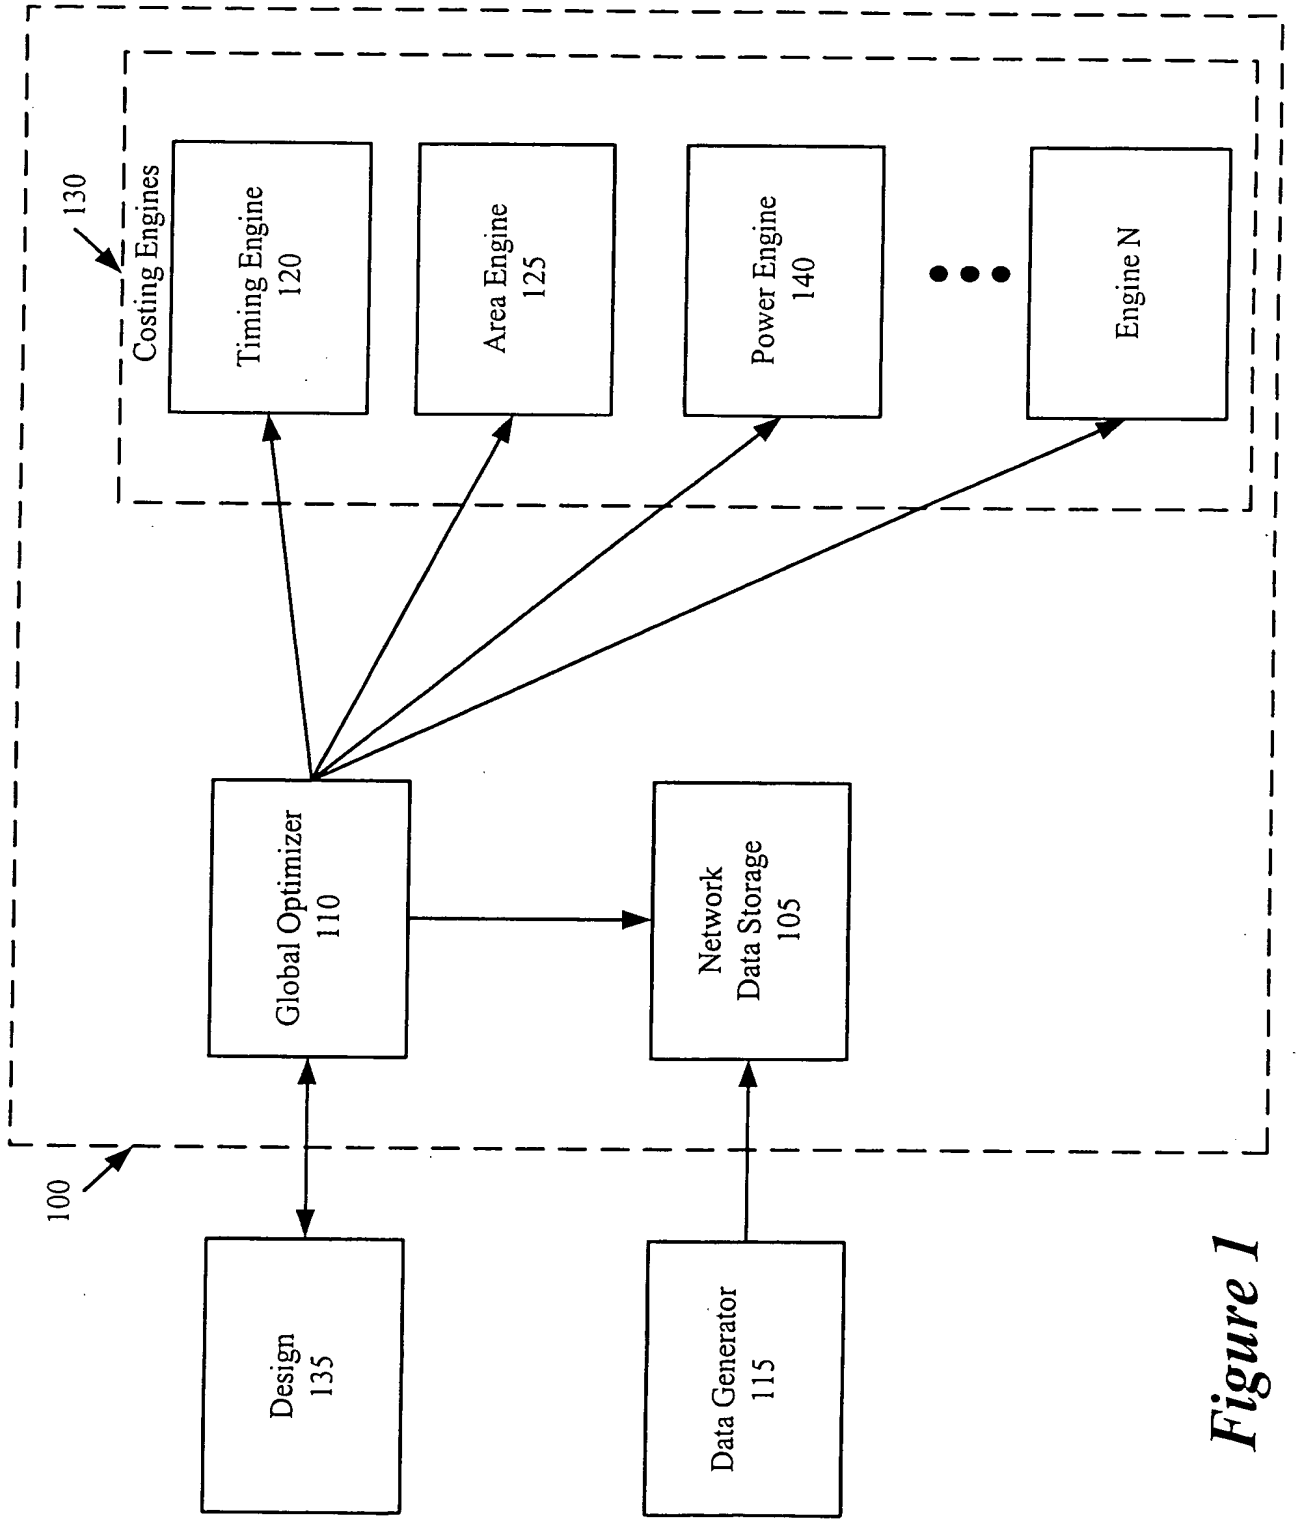 100
130
Costing Engines
Design
135
Global Optimizer
110
Timing Engine
120
Area Engine
125
Data Generator
115
Network
Data Storage
105
Power Engine
140
Engine N
Figure 1